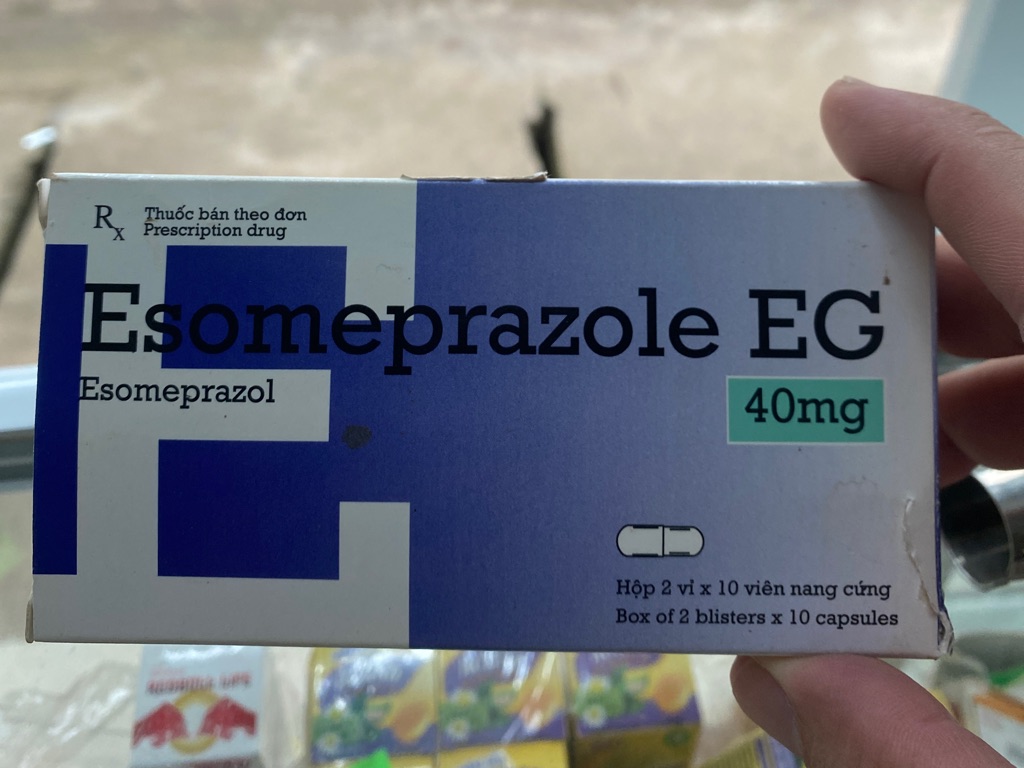 Rx Thuốc bán theo đơn
Prescription drug
Esomeprazole EG
Esomeprazol
40mg
Hộp 2 vỉ x 10 viên nang cứng
Box of 2 blisters x 10 capsules